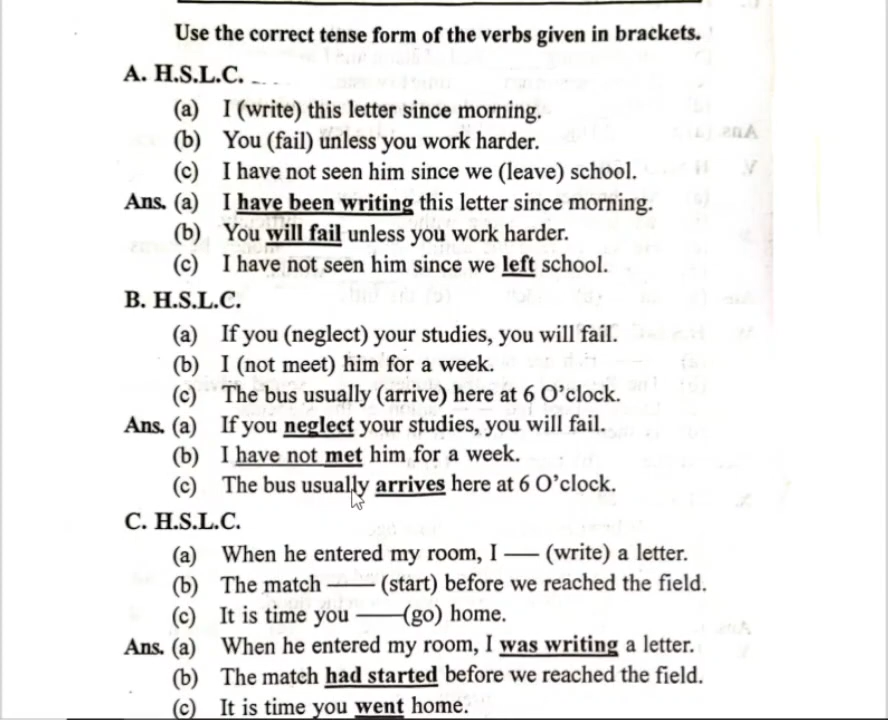 Use the correct tense form of the verbs given in brackets.
A. H.S.L.C.
(a) I (write) this letter since morning.
(b) You (fail) unless you work harder.
(c) I have not seen him since we (leave) school.
Ans. (a) I have been writing this letter since morning.
(b) You will fail unless you work harder.
(c) I have not seen him since we left school.
B. H.S.L.C.
(a) If you (neglect) your studies, you will fail.
(b) I (not meet) him for a week.
(c) The bus usually (arrive) here at 6 O’clock.
Ans. (a) If you neglect your studies, you will fail.
(b) I have not met him for a week.
(c) The bus usually arrives here at 6 O’clock.
C. H.S.L.C.
(a) When he entered my room, I —— (write) a letter.
(b) The match —— (start) before we reached the field.
(c) It is time you ——(go) home.
Ans. (a) When he entered my room, I was writing a letter.
(b) The match had started before we reached the field.
(c) It is time you went home.